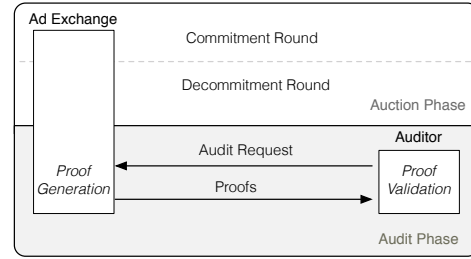 Ad Exchange
Commitment Round
Decommitment Round
Auction Phase
Auditor
Audit Request
Proof
Generation
Proofs
Proof
Validation
Audit Phase